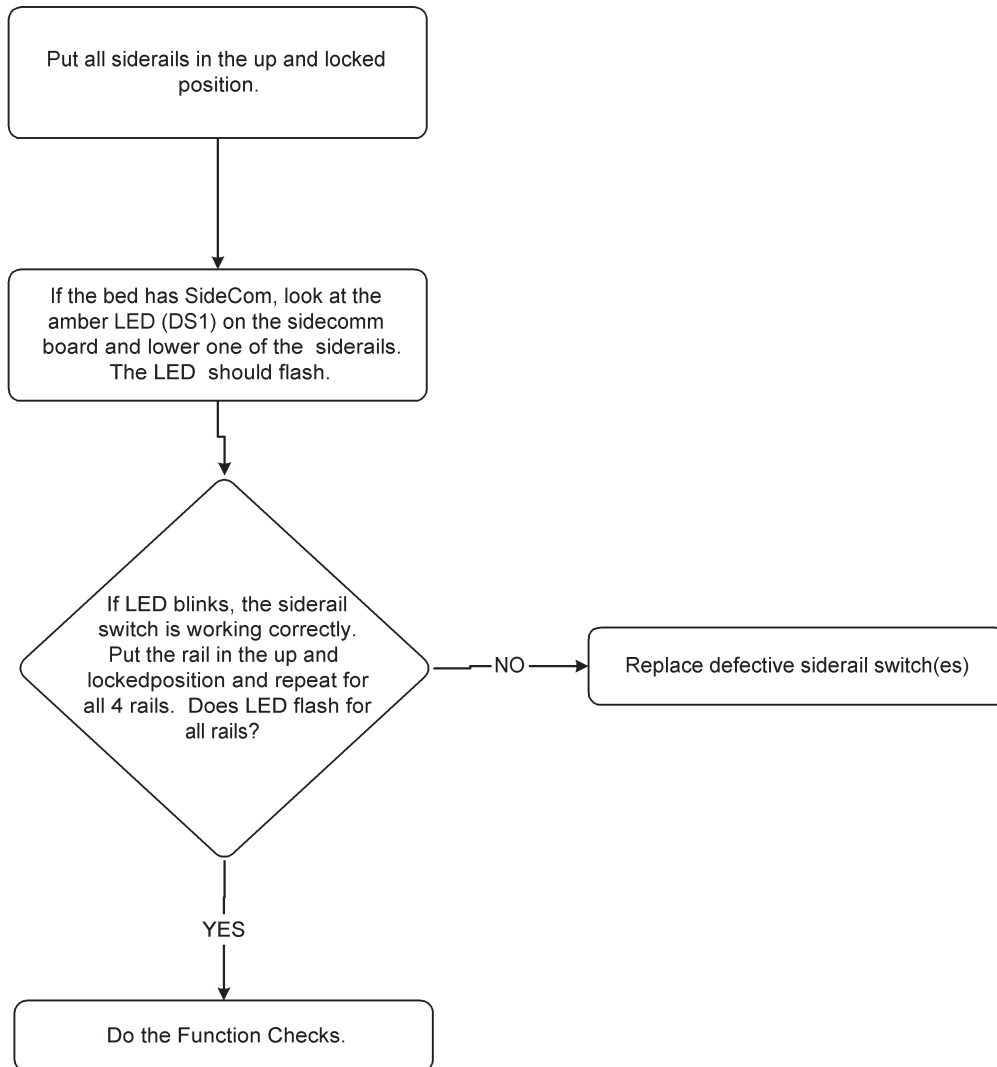 Put all siderails in the up and locked
position.
If the bed has SideCom, look at the
amber LED (DS1) on the sidecomm
board and lower one of the siderails.
The LED should flash.
If LED blinks, the siderail
switch is working correctly.
Put the rail in the up and
lockedposition and repeat for
all 4 rails. Does LED flash for
all rails?
NO
Replace defective siderail switch(es)
YES
Do the Function Checks.